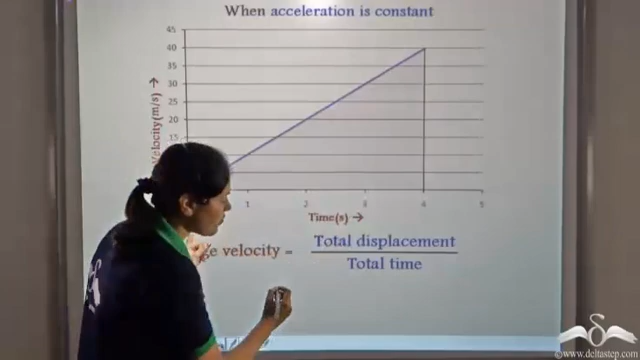 When acceleration is constant
45
40
35
30
25
20
15
Velocity(m/s) →
1 2 3 4 5
Time(s) →
velocity = Total displacement
Total time
©www.deltastep.com